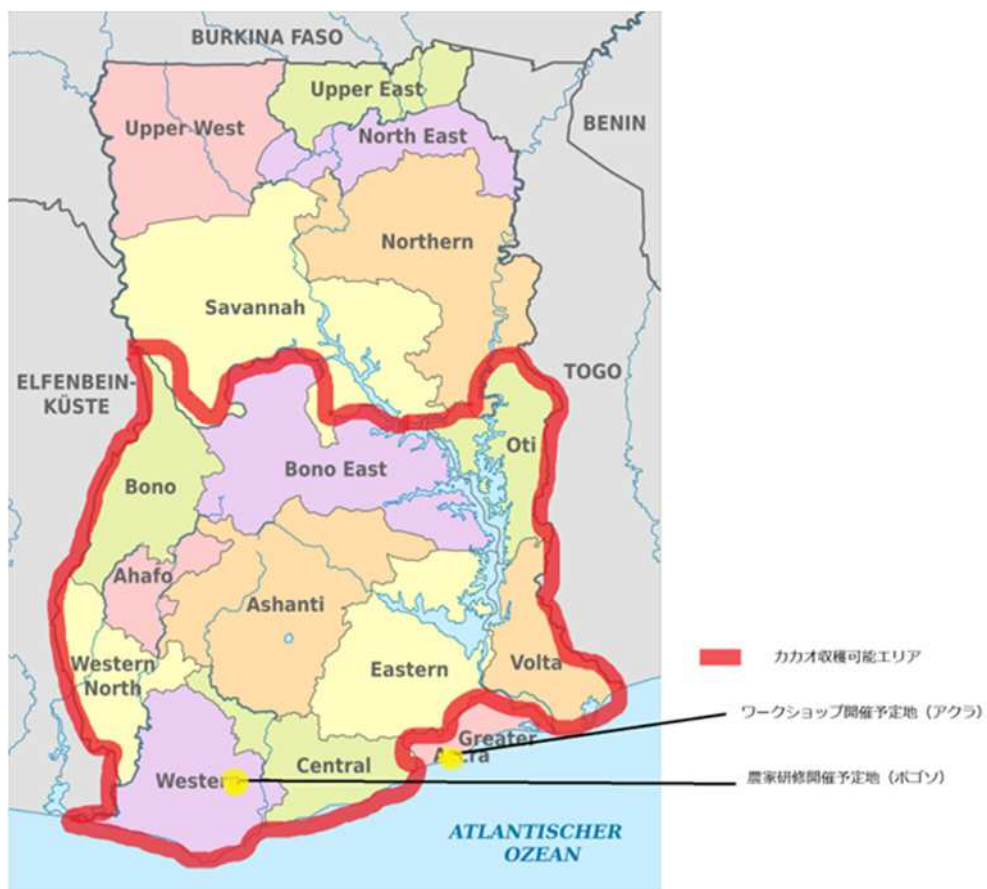 BURKINA FASO
Upper East
Upper West
North East
BENIN
Northern
Savannah
ELFENBEIN-
KÜSTE
TOGO
Oti
Bono East
Bono
Ahafo
Ashanti
Western
North
Eastern
Volta
カカオ収穫可能エリア
ワークショップ開催予定地（アクラ）
Greater
Accra
Central
Western
農家研修開催予定地（ボゴソ）
ATLANTISCHER
OZEAN